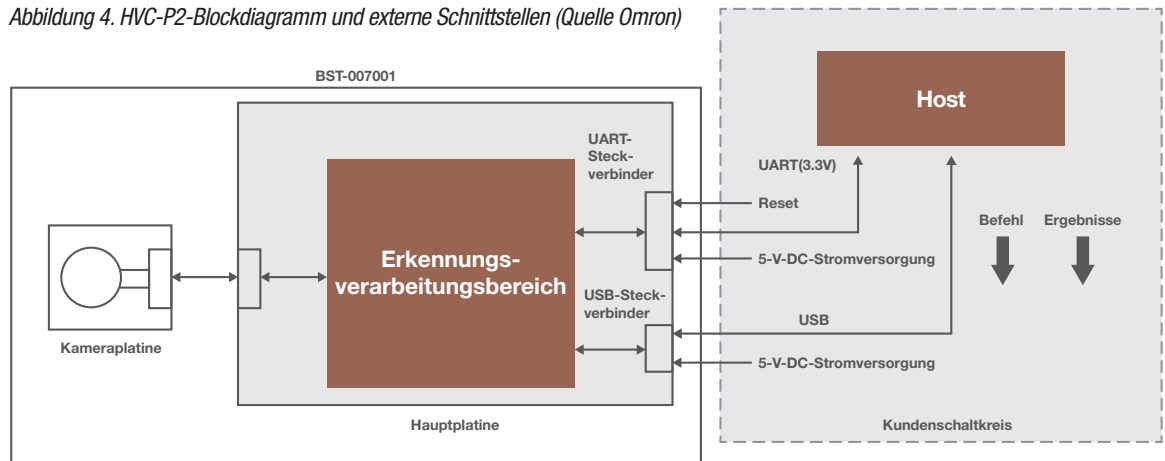 Abbildung 4. HVC-P2-Blockdiagramm und externe Schnittstellen (Quelle Omron)
BST-007001
Host
UART-
Steck-
verbinder
UART(3.3V)
Reset
Befehl
Ergebnisse
Erkennungs-
verarbeitungsbereich
5-V-DC-Stromversorgung
USB-Steck-
verbinder
USB
Kameraplatine
5-V-DC-Stromversorgung
Hauptplatine
Kundenschaltkreis